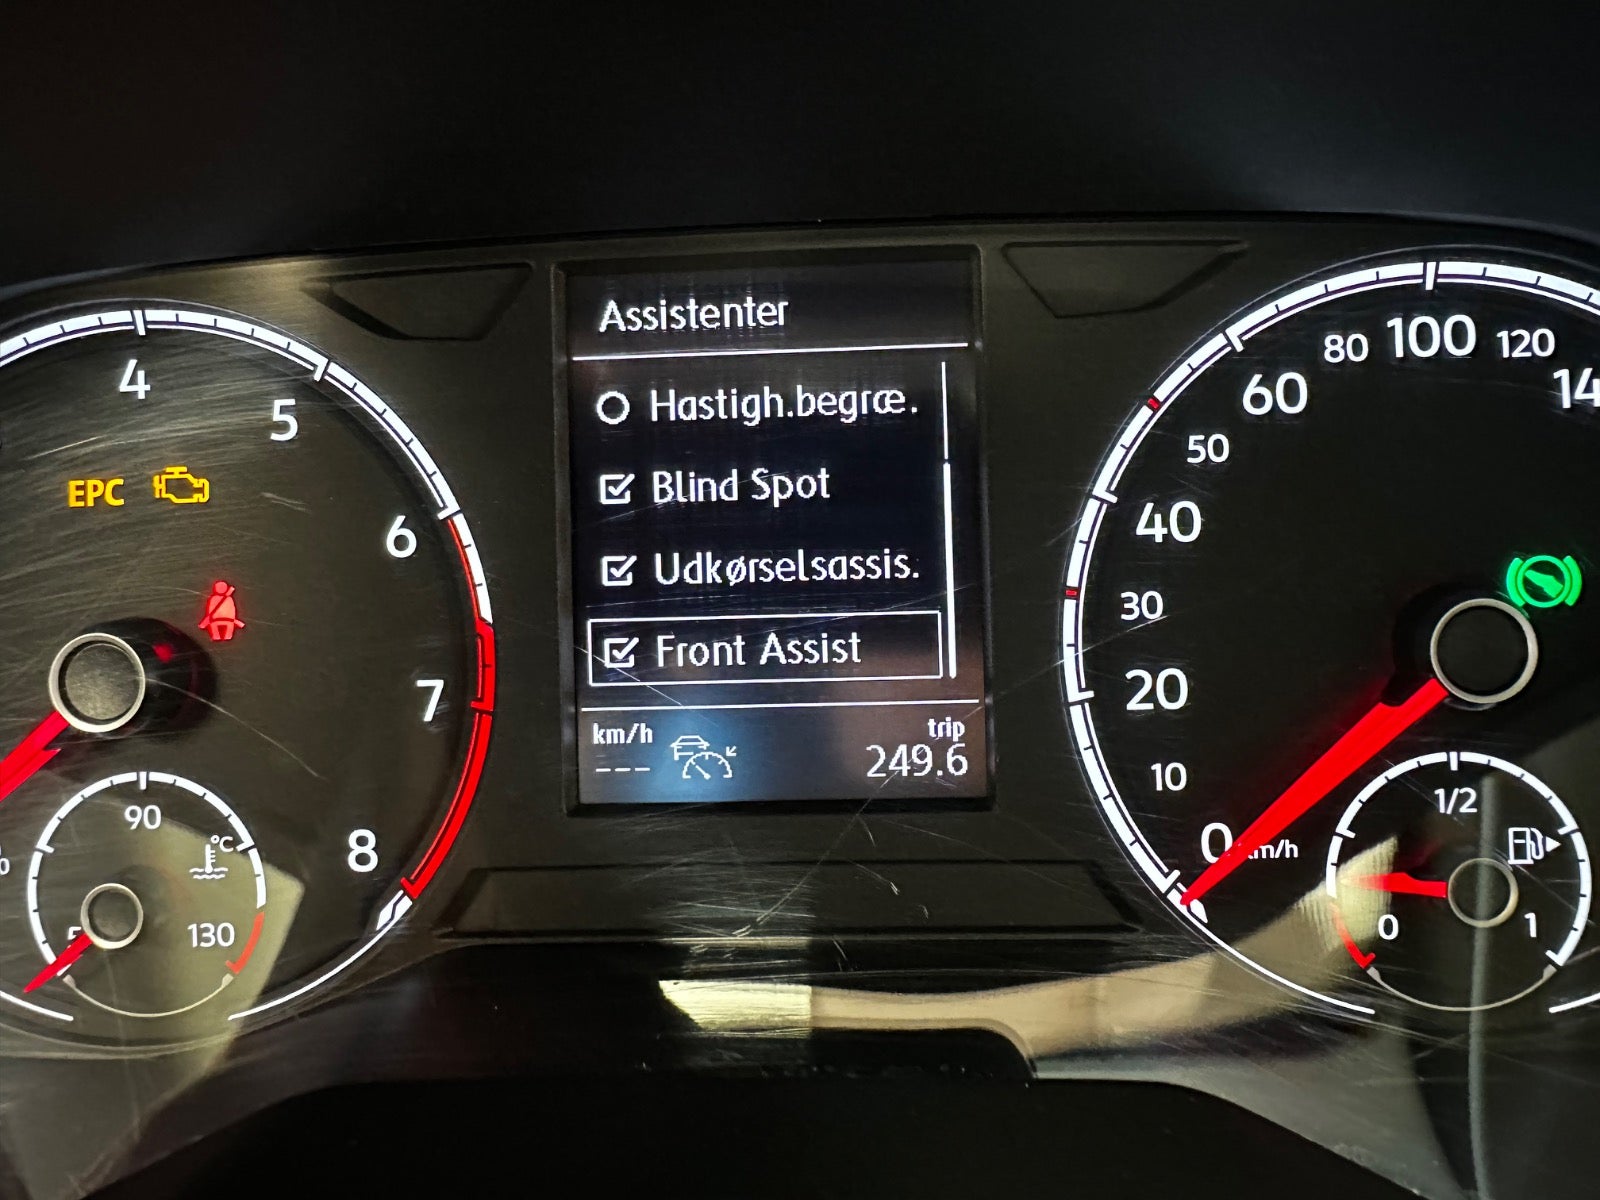 Assistenter
Hastigh.begræ.
Blind Spot
Udkørselsassis.
Front Assist
km/h
---
trip
249.6
4
5
6
7
8
EPC
90
°C
130
0
10
20
30
40
50
60
80
100
120
km/h
1/2
0
1